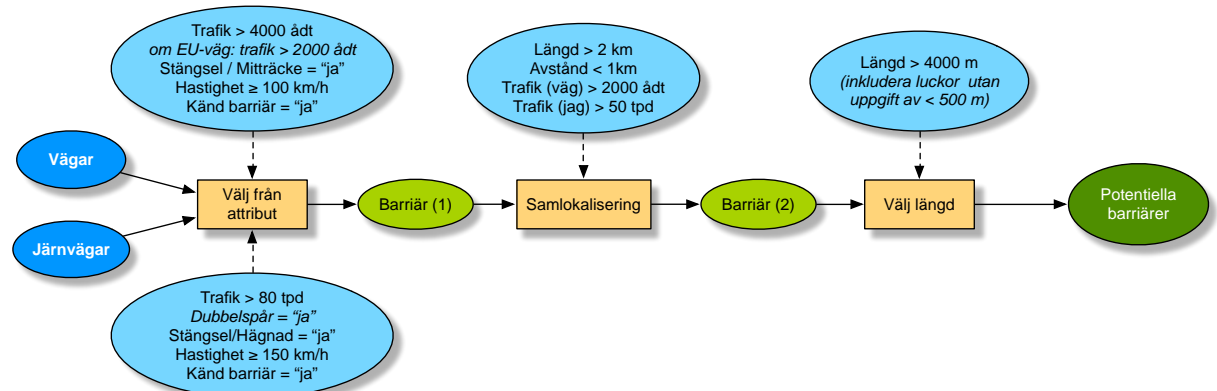 Trafik > 4000 ådt
om EU-väg: trafik > 2000 ådt
Stängsel / Mitträcke = “ja”
Hastighet ≥ 100 km/h
Känd barriär = “ja”
Längd > 2 km
Avstånd < 1km
Trafik (väg) > 2000 ådt
Trafik (jag) > 50 tpd
Längd > 4000 m
(inkludera luckor utan
uppgift av < 500 m)
Vägar
Järnvägar
Välj från
attribut
Barriär (1)
Samlokalisering
Barriär (2)
Välj längd
Potentiella
barriärer
Trafik > 80 tpd
Dubbelspår = “ja”
Stängsel/Hägnad = “ja”
Hastighet ≥ 150 km/h
Känd barriär = “ja”